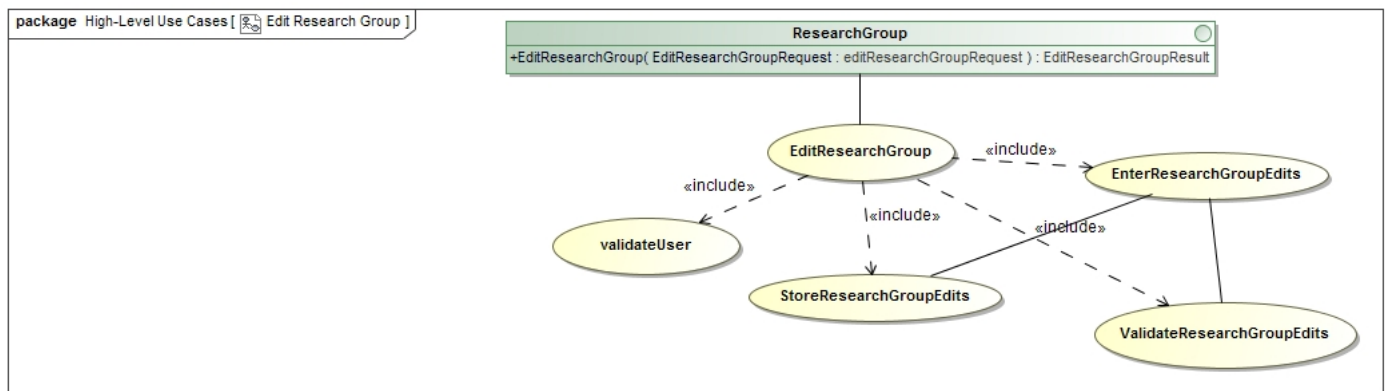 package High-Level Use Cases [ Edit Research Group ]
ResearchGroup
+EditResearchGroup( EditResearchGroupRequest : editResearchGroupRequest ) : EditResearchGroupResult
EditResearchGroup
«include»
EnterResearchGroupEdits
«include»
«include»
«include»
validateUser
StoreResearchGroupEdits
ValidateResearchGroupEdits